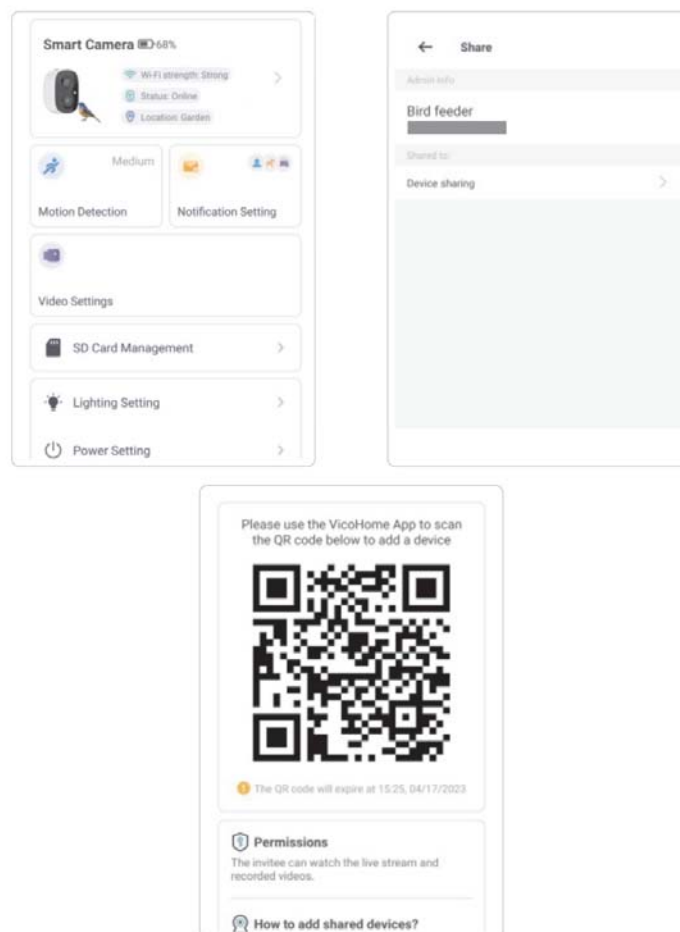 Smart Camera 68%
Wi-Fi strength: Strong
Status: Online
Location: Garden
Medium
Motion Detection
Notification Setting
Video Settings
SD Card Management
Lighting Setting
Power Setting
Share
Admin Info
Bird feeder
Shared to:
Device sharing
Please use the VicoHome App to scan
the QR code below to add a device
The QR code will expire at 15:25, 04/17/2023
Permissions
The invitee can watch the live stream and
recorded videos.
How to add shared devices?